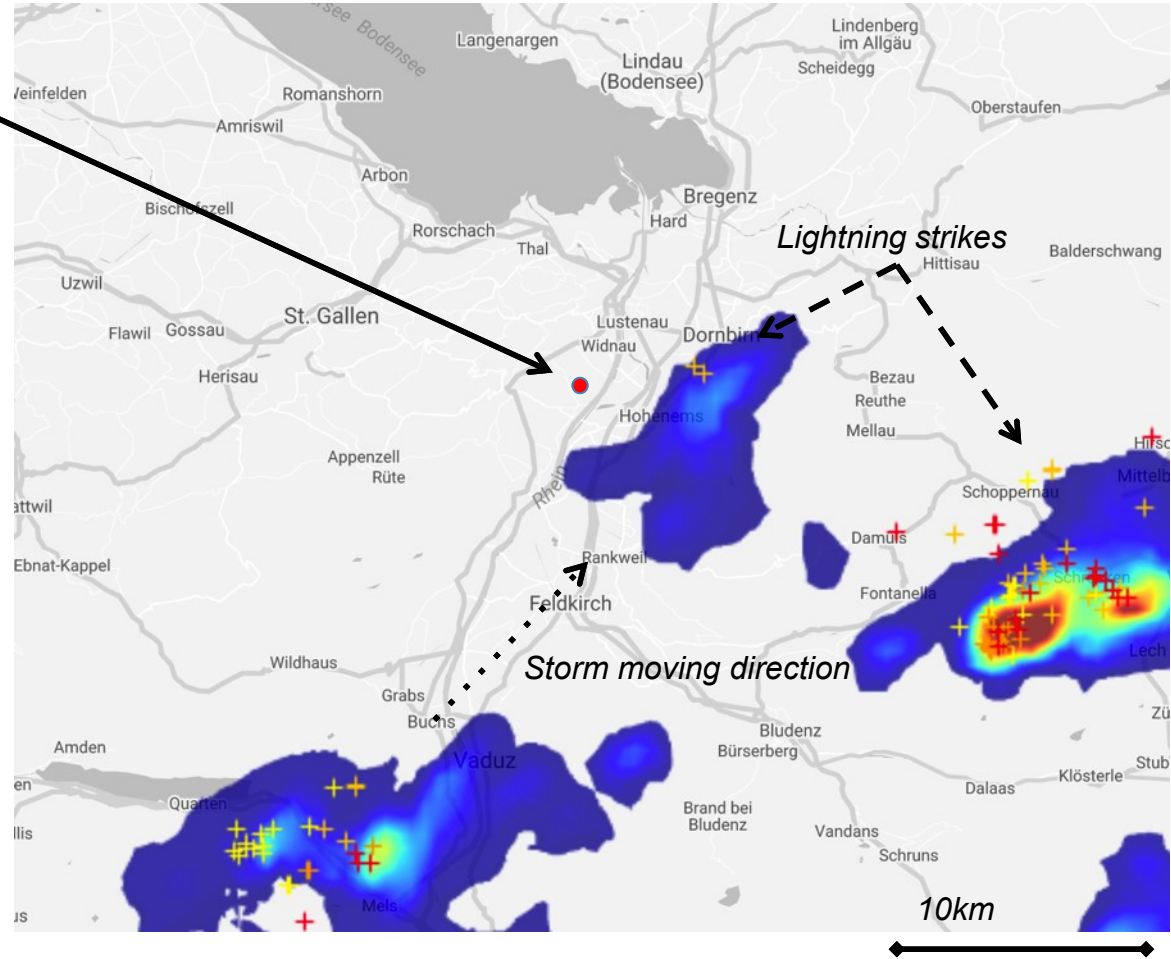 Lindenberg
im Allgäu
Langenargen
Bodensee
Lindau
(Bodensee)
Scheidegg
Romanshorn
Oberstaufen
Amriswil
Arbon
Bregenz
Bischofszell
Hard
Rorschach
Thal
Lightning strikes
Balderschwang
Hittisau
Uzwil
St. Gallen
Lustenau
Flawil
Gossau
Dornbirn
Widnau
Herisau
Bezau
Reuthe
Hohenems
Mellau
Appenzell
Rüte
Rhein
Schoppernau
Damüls
Ebnat-Kappel
Rankweil
Fontanella
Feldkirch
Lech
Wildhaus
Storm moving direction
Grabs
Buchs
Bludenz
Bürserberg
Amden
Vaduz
Klösterle
Dalaas
Quarten
Brand bei
Bludenz
Vandans
Schruns
Mels
10km